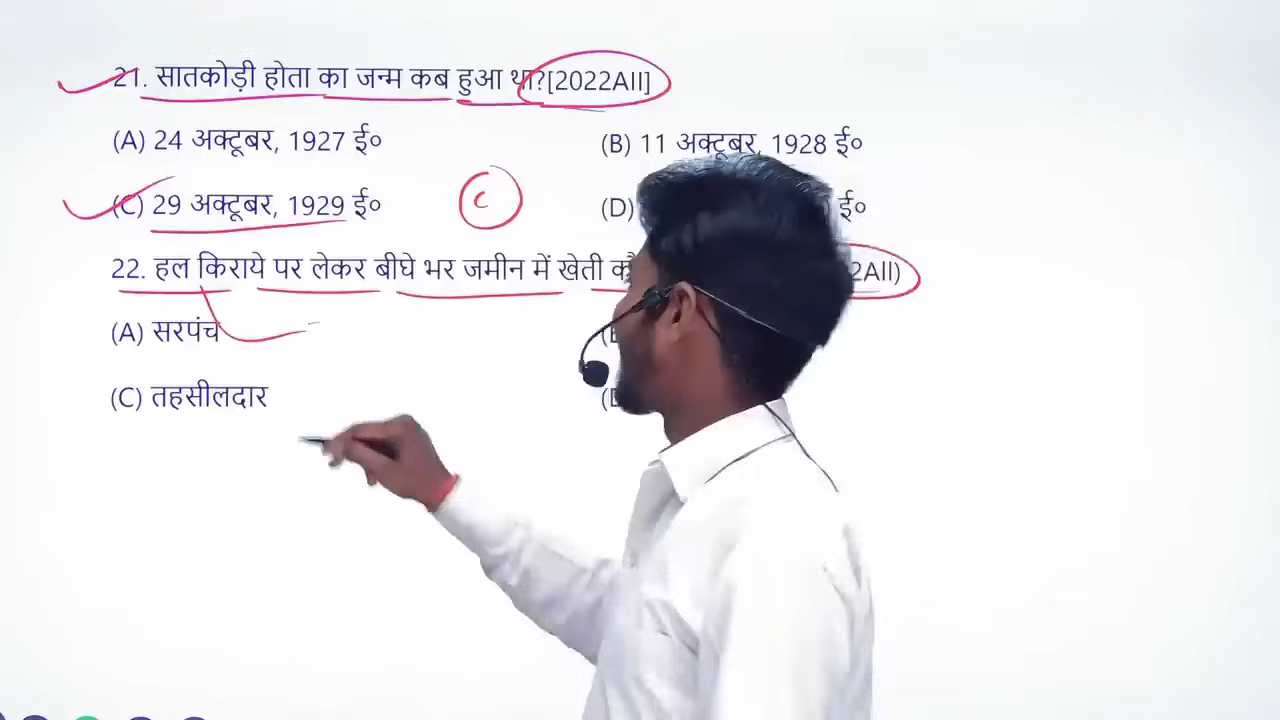 21. सातकोड़ी होता का जन्म कब हुआ था?[2022AII]
(A) 24 अक्टूबर, 1927 ई०
(B) 11 अक्टूबर, 1928 ई०
(C) 29 अक्टूबर, 1929 ई०
C
(D) ई०
22. हल किराये पर लेकर बीघे भर जमीन में खेती 2AII)
(A) सरपंच
(C) तहसीलदार